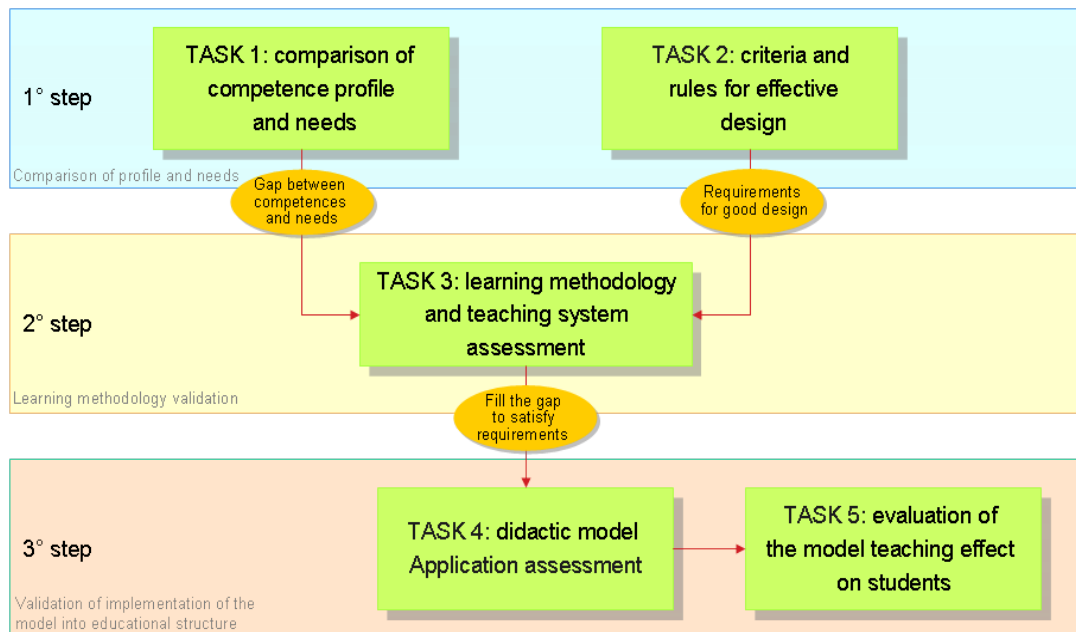 TASK 1: comparison of
competence profile
and needs
TASK 2: criteria and
rules for effective
design
1° step
Comparison of profile and needs
Gap between
competences
and needs
Requirements
for good design
TASK 3: learning methodology
and teaching system
assessment
2° step
Learning methodology validation
Fill the gap
to satisfy
requirements
TASK 4: didactic model
Application assessment
TASK 5: evaluation of
the model teaching effect
on students
3° step
Validation of implementation of the
model into educational structure